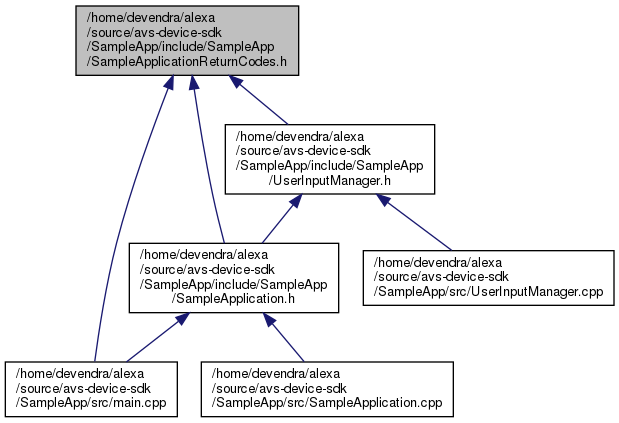 /home/devendra/alexa
/source/avs-device-sdk
/SampleApp/include/SampleApp
/SampleApplicationReturnCodes.h
/home/devendra/alexa
/source/avs-device-sdk
/SampleApp/include/SampleApp
/UserInputManager.h
/home/devendra/alexa
/source/avs-device-sdk
/SampleApp/include/SampleApp
/SampleApplication.h
/home/devendra/alexa
/source/avs-device-sdk
/SampleApp/src/UserInputManager.cpp
/home/devendra/alexa
/source/avs-device-sdk
/SampleApp/src/main.cpp
/home/devendra/alexa
/source/avs-device-sdk
/SampleApp/src/SampleApplication.cpp